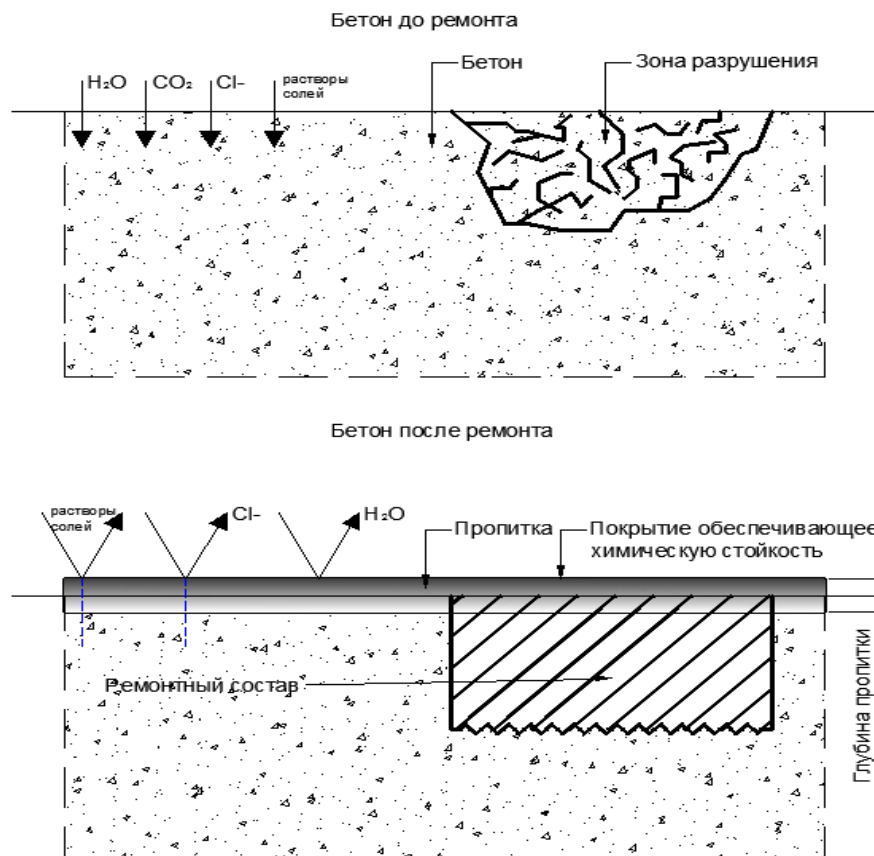 Бетон до ремонта
Бетон
Зона разрушения
H₂O
CO₂
Cl-
растворы
солей
Бетон после ремонта
растворы
солей
Cl-
H₂O
Пропитка
Покрытие обеспечивающее
химическую стойкость
Ремонтный состав
Глубина пропитки